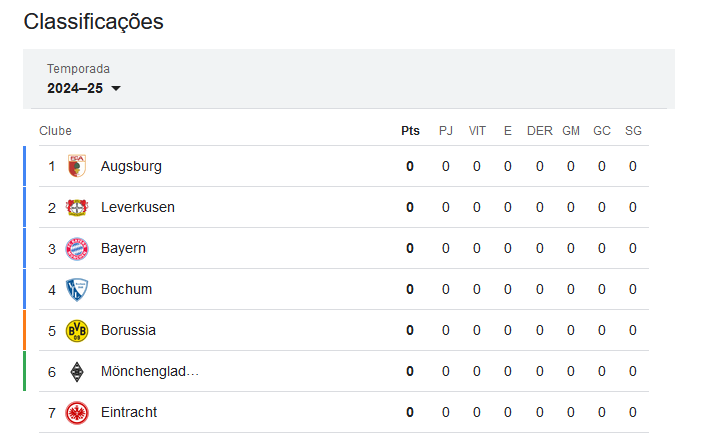 Classificações
Temporada
2024–25
Clube Pts PJ VIT E DER GM GC SG
1 Augsburg 0 0 0 0 0 0 0 0
2 Leverkusen 0 0 0 0 0 0 0 0
3 Bayern 0 0 0 0 0 0 0 0
4 Bochum 0 0 0 0 0 0 0 0
5 BVB 09 Borussia 0 0 0 0 0 0 0 0
6 Mönchenglad... 0 0 0 0 0 0 0 0
7 Eintracht 0 0 0 0 0 0 0 0